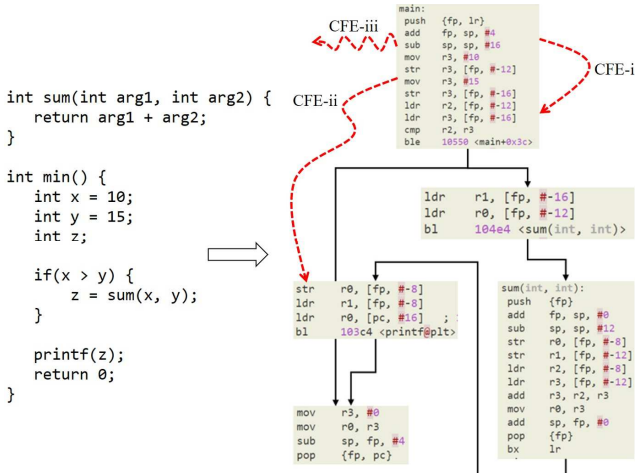 int sum(int arg1, int arg2) {
return arg1 + arg2;
}
int min() {
int x = 10;
int y = 15;
int z;
if(x > y) {
z = sum(x, y);
}
printf(z);
return 0;
}
CFE-iii
CFE-i
CFE-ii
main:
push {fp, lr}
add fp, sp, #4
sub sp, sp, #16
mov r3, #10
str r3, [fp, #-12]
mov r3, #15
str r3, [fp, #-16]
ldr r2, [fp, #-12]
ldr r3, [fp, #-16]
cmp r2, r3
ble 10550 <main+0x3c>
ldr r1, [fp, #-16]
ldr r0, [fp, #-12]
bl 104e4 <sum(int, int)>
str r0, [fp, #-8]
ldr r1, [fp, #-8]
ldr r0, [pc, #16] ;
bl 103c4 <printf@plt>
sum(int, int):
push {fp}
add fp, sp, #0
sub sp, sp, #12
str r0, [fp, #-8]
str r1, [fp, #-12]
ldr r2, [fp, #-8]
ldr r3, [fp, #-12]
add r3, r2, r3
mov r0, r3
add sp, fp, #0
pop {fp}
bx lr
mov r3, #0
mov r0, r3
sub sp, fp, #4
pop {fp, pc}